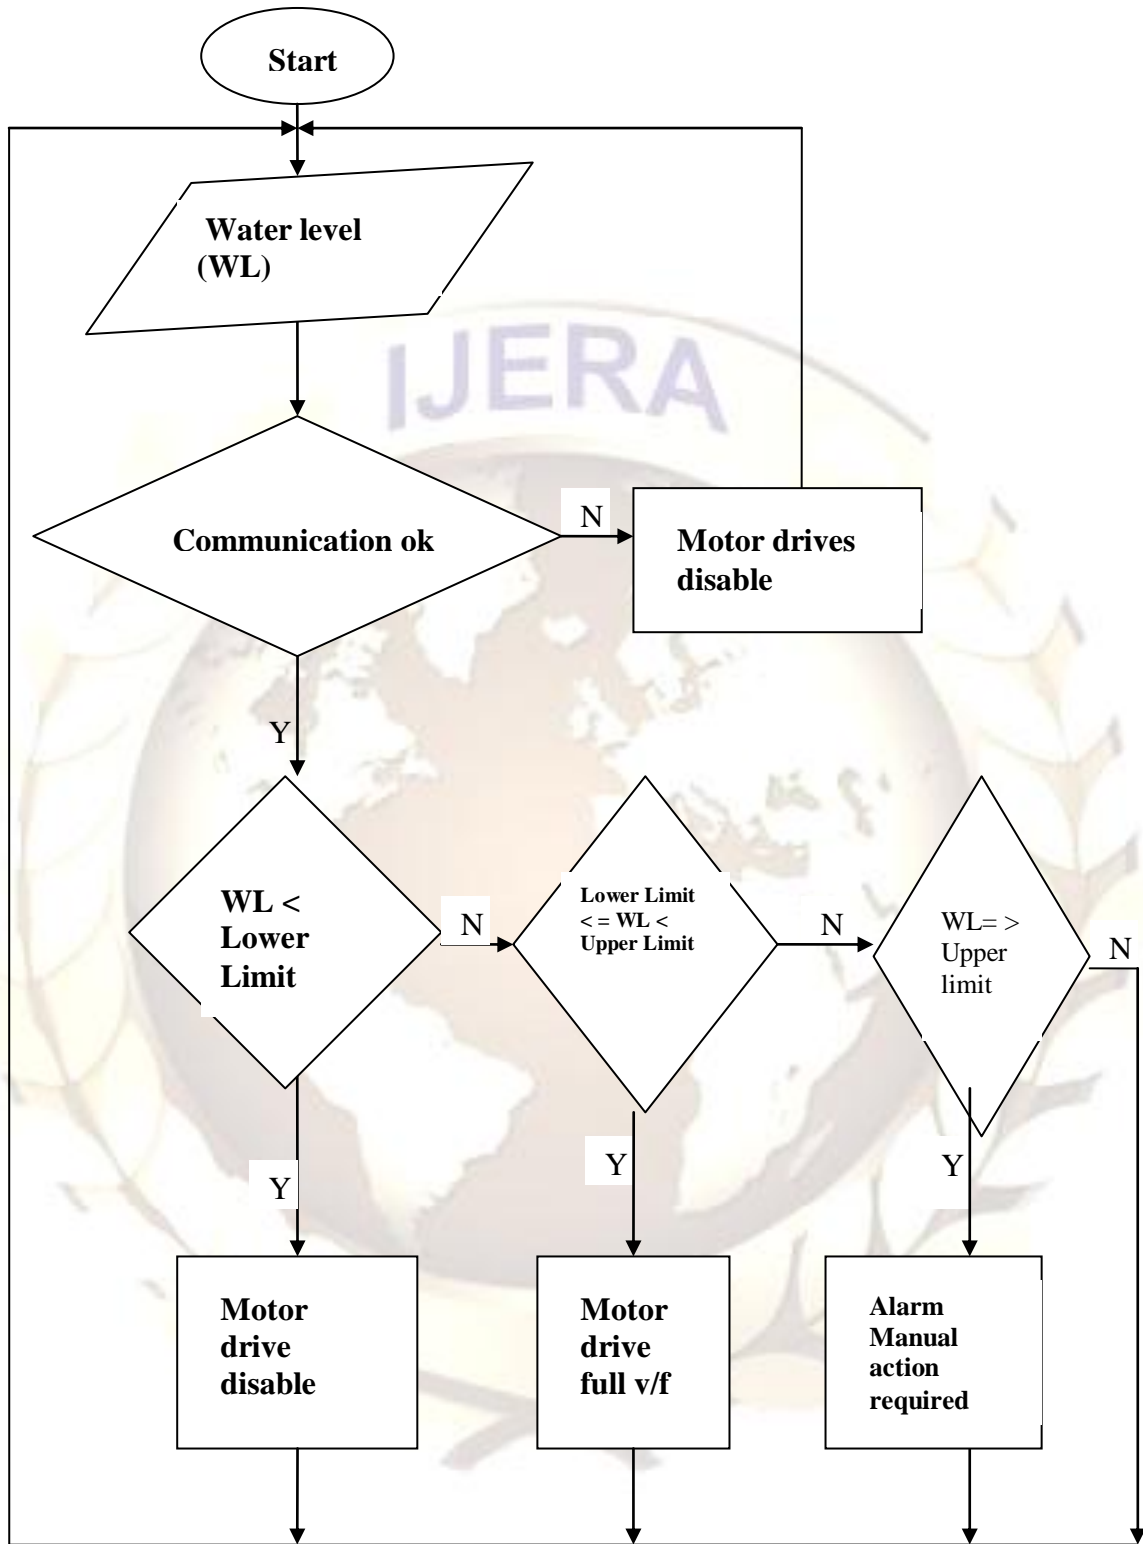 Start
Water level
(WL)
IJERA
Communication ok
N
Motor drives
disable
Y
WL <
Lower
Limit
N
Lower Limit
< = WL <
Upper Limit
N
WL= >
Upper
limit
N
Y
Y
Y
Motor
drive
disable
Motor
drive
full v/f
Alarm
Manual
action
required